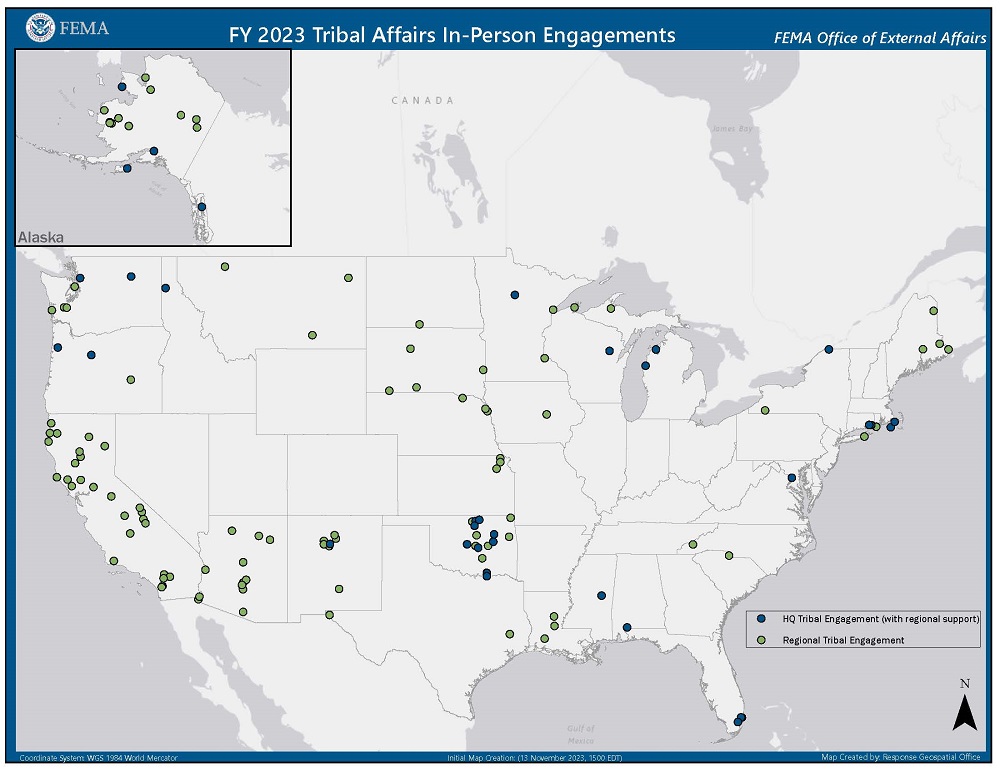 FEMA
FY 2023 Tribal Affairs In-Person Engagements
FEMA Office of External Affairs
CANADA
James Bay
Alaska
HQ Tribal Engagement (with regional support)
Regional Tribal Engagement
N
Gulf of
Mexico
Coordinate System: WGS 1984 World Mercator
Initial Map Creation: (13 November 2023, 1500 EDT)
Map Created by: Response Geospatial Office